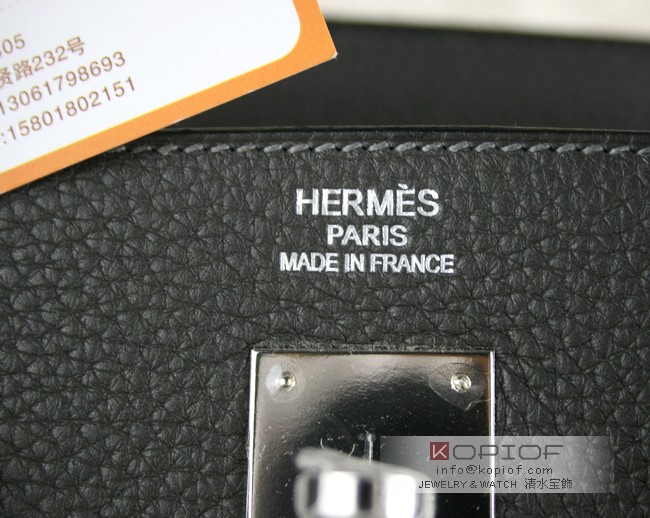 05
路232号
13061798693
:15801802151
HERMÈS
PARIS
MADE IN FRANCE
KOPIOF
info@kopiof.com
JEWELRY & WATCH 清水宝飾